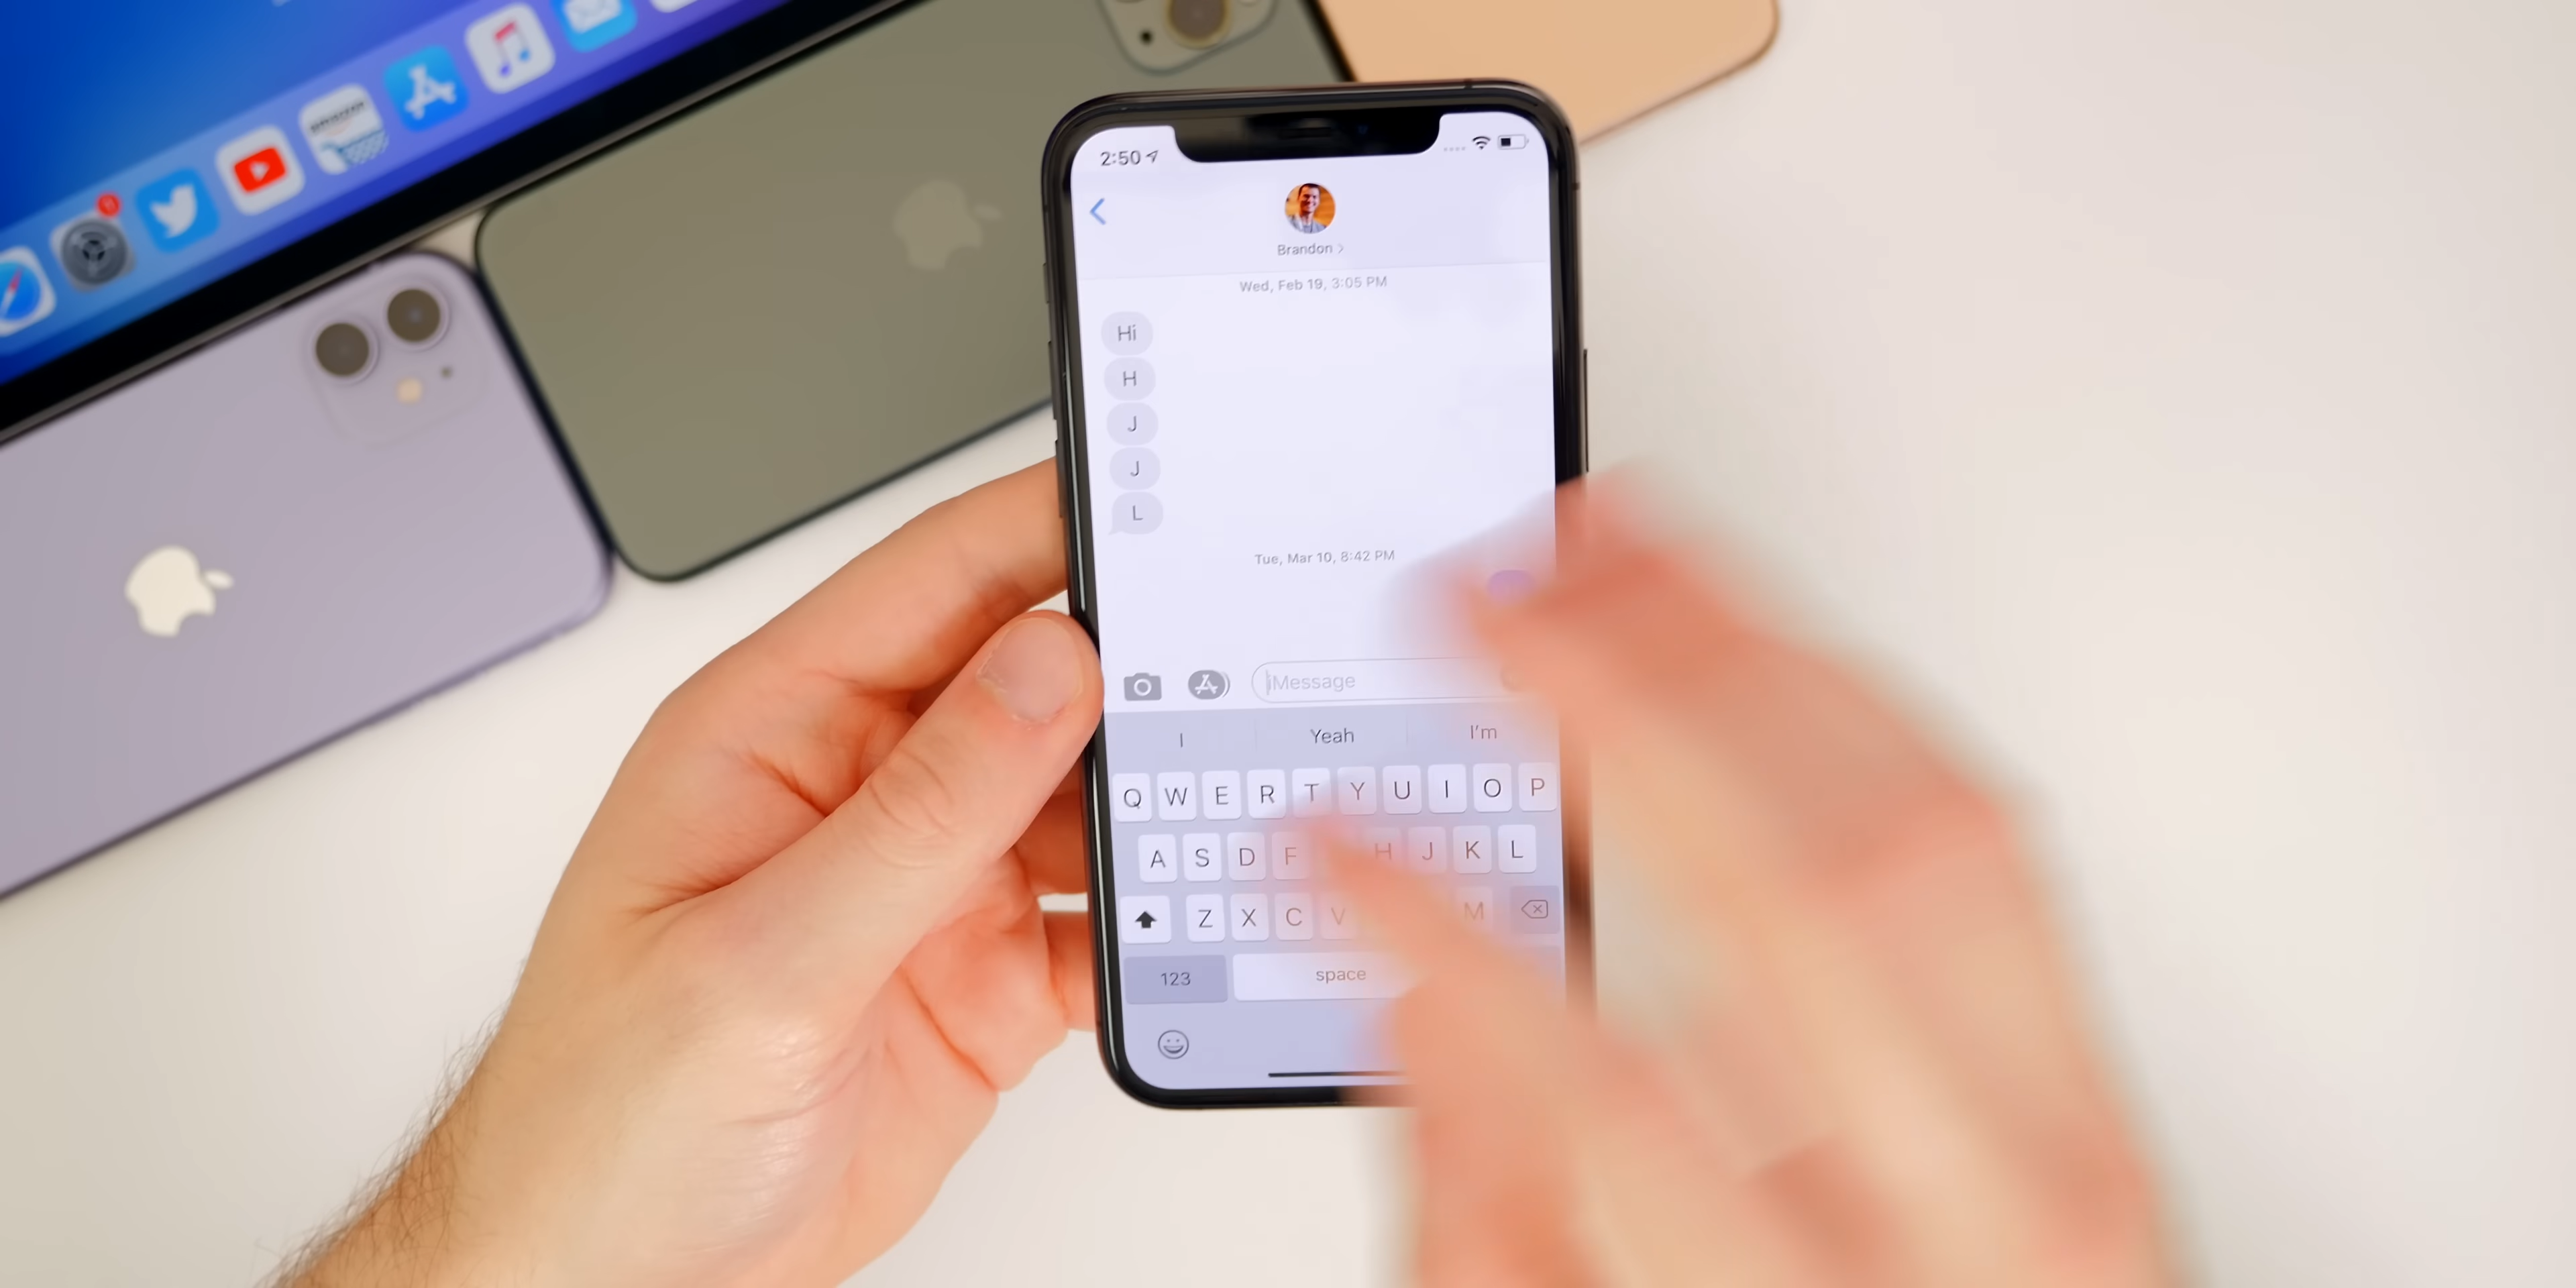 amazon
2:50
Brandon >
Wed, Feb 19, 3:05 PM
Hi
H
J
J
L
Tue, Mar 10, 8:42 PM
iMessage
I Yeah I'm
Q W E R T Y U I O P
A S D F H J K L
Z X C V M
123 space